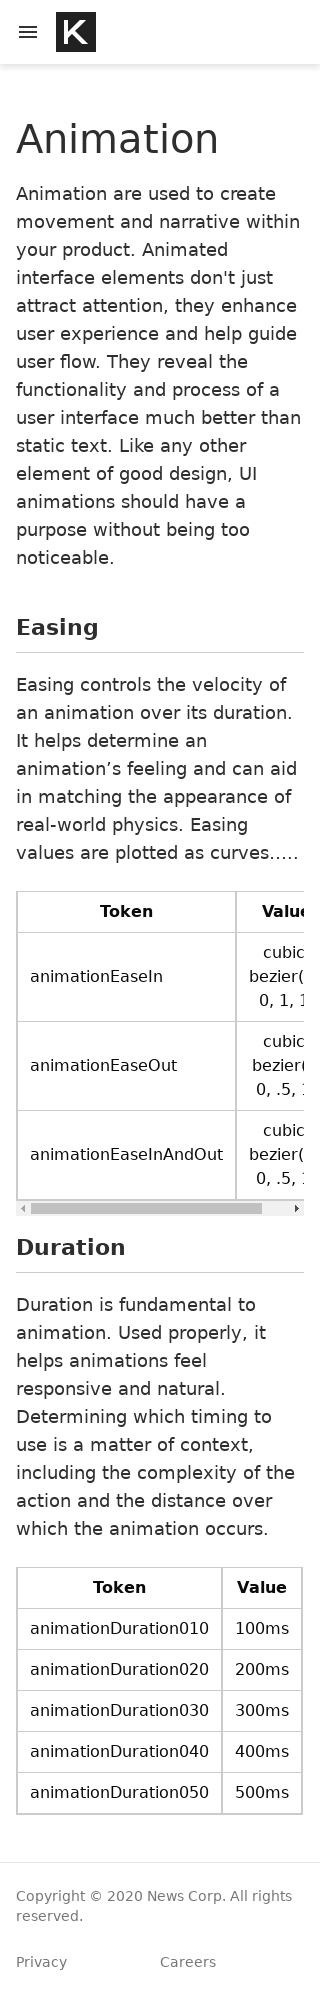 K
Animation
Animation are used to create
movement and narrative within
your product. Animated
interface elements don't just
attract attention, they enhance
user experience and help guide
user flow. They reveal the
functionality and process of a
user interface much better than
static text. Like any other
element of good design, UI
animations should have a
purpose without being too
noticeable.
Easing
Easing controls the velocity of
an animation over its duration.
It helps determine an
animation’s feeling and can aid
in matching the appearance of
real-world physics. Easing
values are plotted as curves.....
Token Value
animationEaseIn cubic
bezier(
0, 1, 1
animationEaseOut cubic
bezier(
0, .5, 1
animationEaseInAndOut cubic
bezier(
0, .5, 1
Duration
Duration is fundamental to
animation. Used properly, it
helps animations feel
responsive and natural.
Determining which timing to
use is a matter of context,
including the complexity of the
action and the distance over
which the animation occurs.
Token Value
animationDuration010 100ms
animationDuration020 200ms
animationDuration030 300ms
animationDuration040 400ms
animationDuration050 500ms
Copyright © 2020 News Corp. All rights
reserved.
Privacy Careers